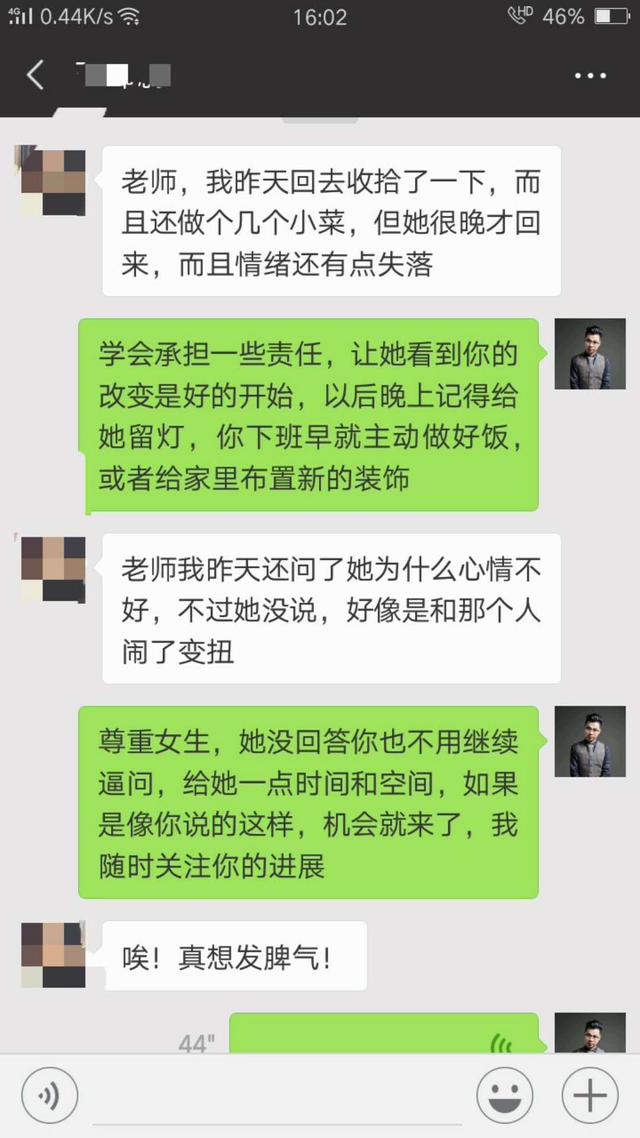 4G 0.44K/s
16:02
HD 46%
老师，我昨天回去收拾了一下，而
且还做个几个小菜，但她很晚才回
来，而且情绪还有点失落
学会承担一些责任，让她看到你的
改变是好的开始，以后晚上记得给
她留灯，你下班早就主动做好饭，
或者给家里布置新的装饰
老师我昨天还问了她为什么心情不
好，不过她没说，好像是和那个人
闹了变扭
尊重女生，她没回答你也不用继续
逼问，给她一点时间和空间，如果
是像你说的这样，机会就来了，我
随时关注你的进展
唉！真想发脾气！
44"